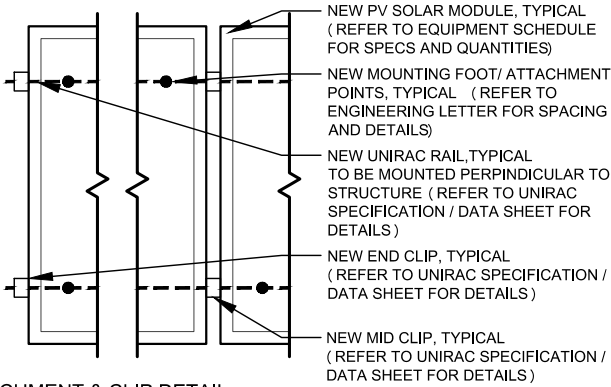 NEW PV SOLAR MODULE, TYPICAL
( REFER TO EQUIPMENT SCHEDULE
FOR SPECS AND QUANTITIES)
NEW MOUNTING FOOT/ ATTACHMENT
POINTS, TYPICAL ( REFER TO
ENGINEERING LETTER FOR SPACING
AND DETAILS)
NEW UNIRAC RAIL,TYPICAL
TO BE MOUNTED PERPINDICULAR TO
STRUCTURE ( REFER TO UNIRAC
SPECIFICATION / DATA SHEET FOR
DETAILS )
NEW END CLIP, TYPICAL
( REFER TO UNIRAC SPECIFICATION /
DATA SHEET FOR DETAILS )
NEW MID CLIP, TYPICAL
( REFER TO UNIRAC SPECIFICATION /
DATA SHEET FOR DETAILS )
& CLIP DETAIL